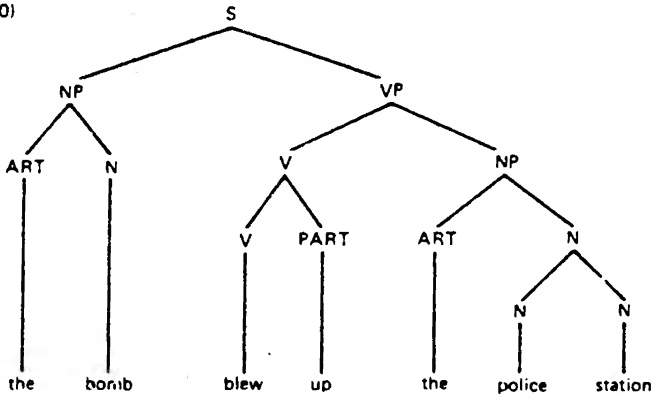 0)
S
NP VP
ART N V NP
V PART ART N
N N
the bomb blew up the police station